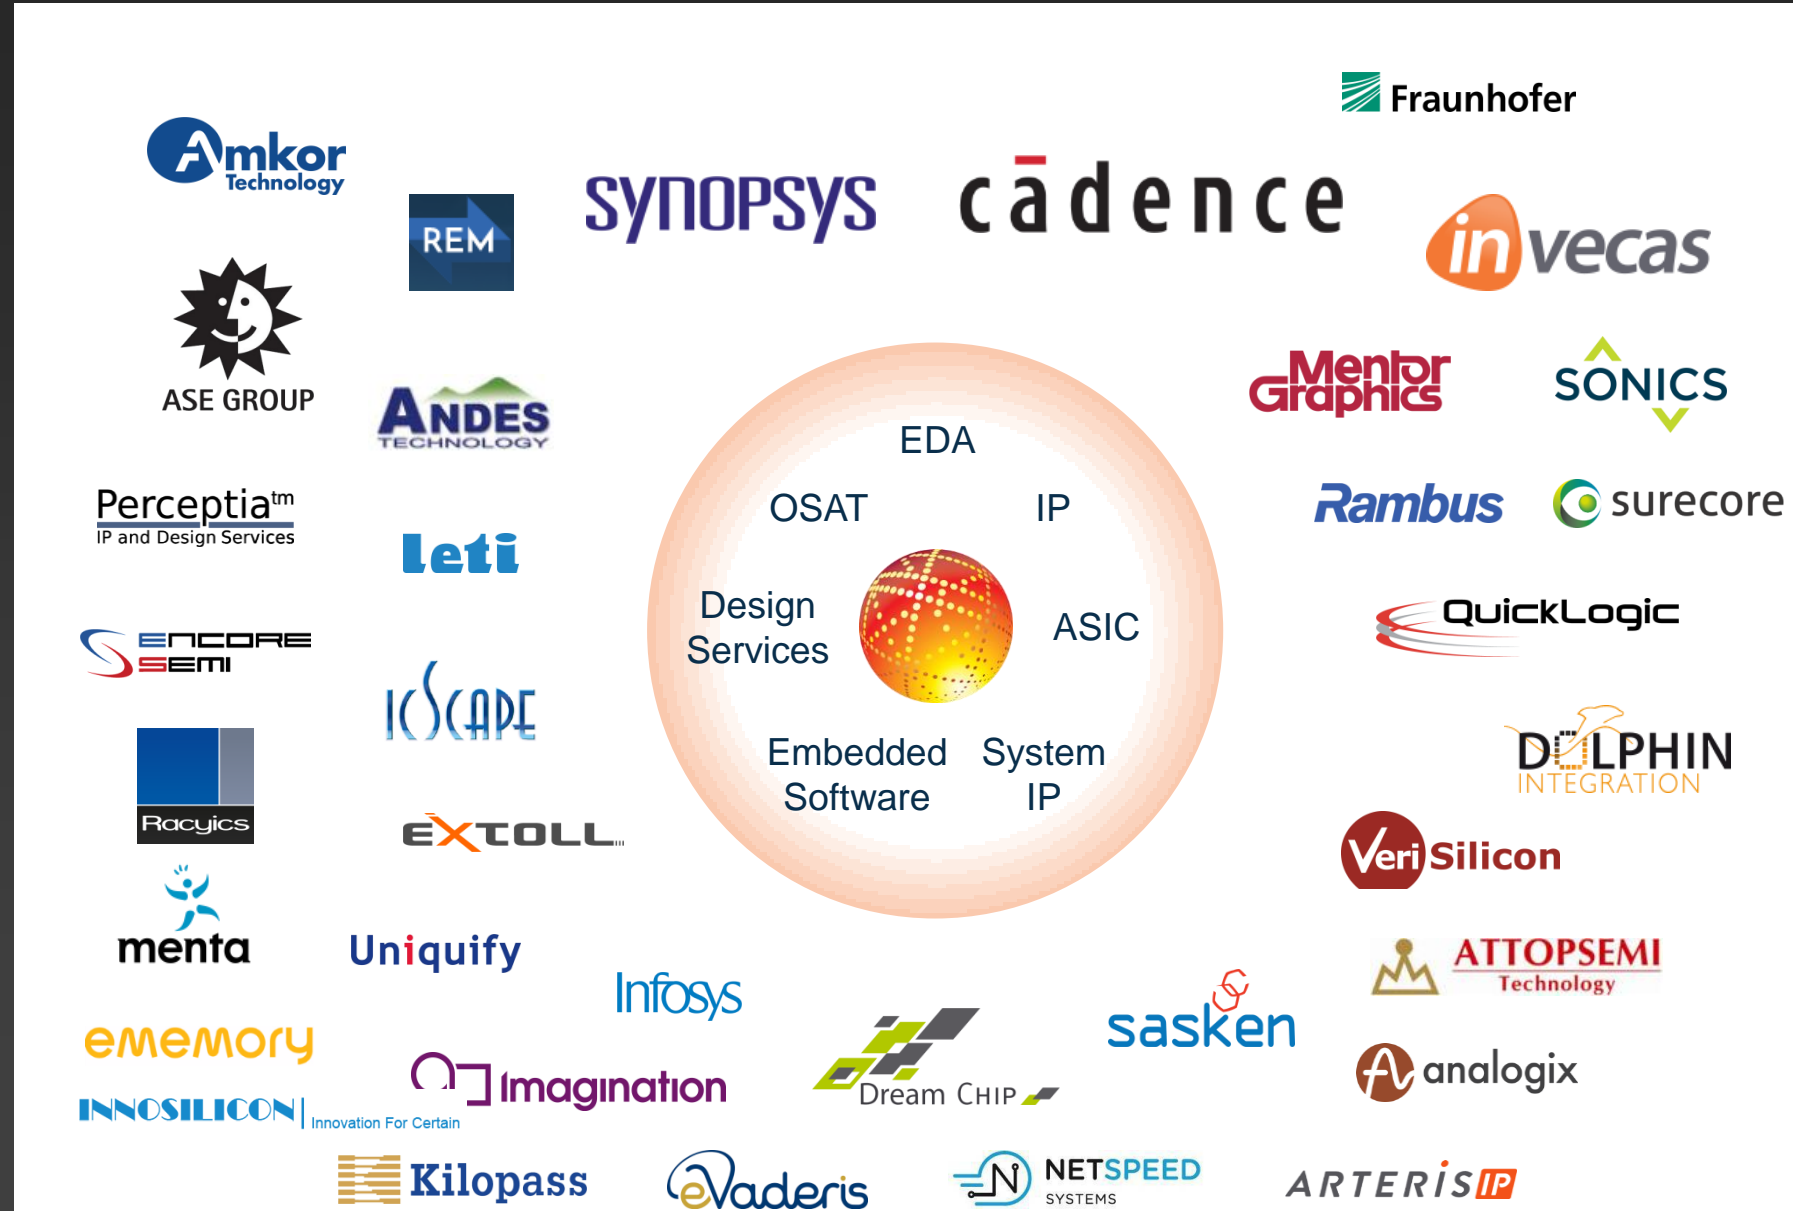 Fraunhofer
Amkor
Technology
SYNOPSYS
cādence
REM
invecas
ASE GROUP
Mentor
Graphics
SONICS
ANDES
TECHNOLOGY
EDA
OSAT
IP
Rambus
surecore
Perceptia™
IP and Design Services
leti
Design
Services
ASIC
QuickLogic
ENCORE
SEMI
ICSCAPE
Embedded
Software
System
IP
DOLPHIN
INTEGRATION
Racyics
EXTOLL
VeriSilicon
menta
Uniquify
Infosys
sasken
ATTOPSEMI
Technology
ememory
Imagination
Dream CHIP
analogix
INNOSILICON
Innovation For Certain
Kilopass
eVaderis
NETSPEED
SYSTEMS
ARTERIS IP